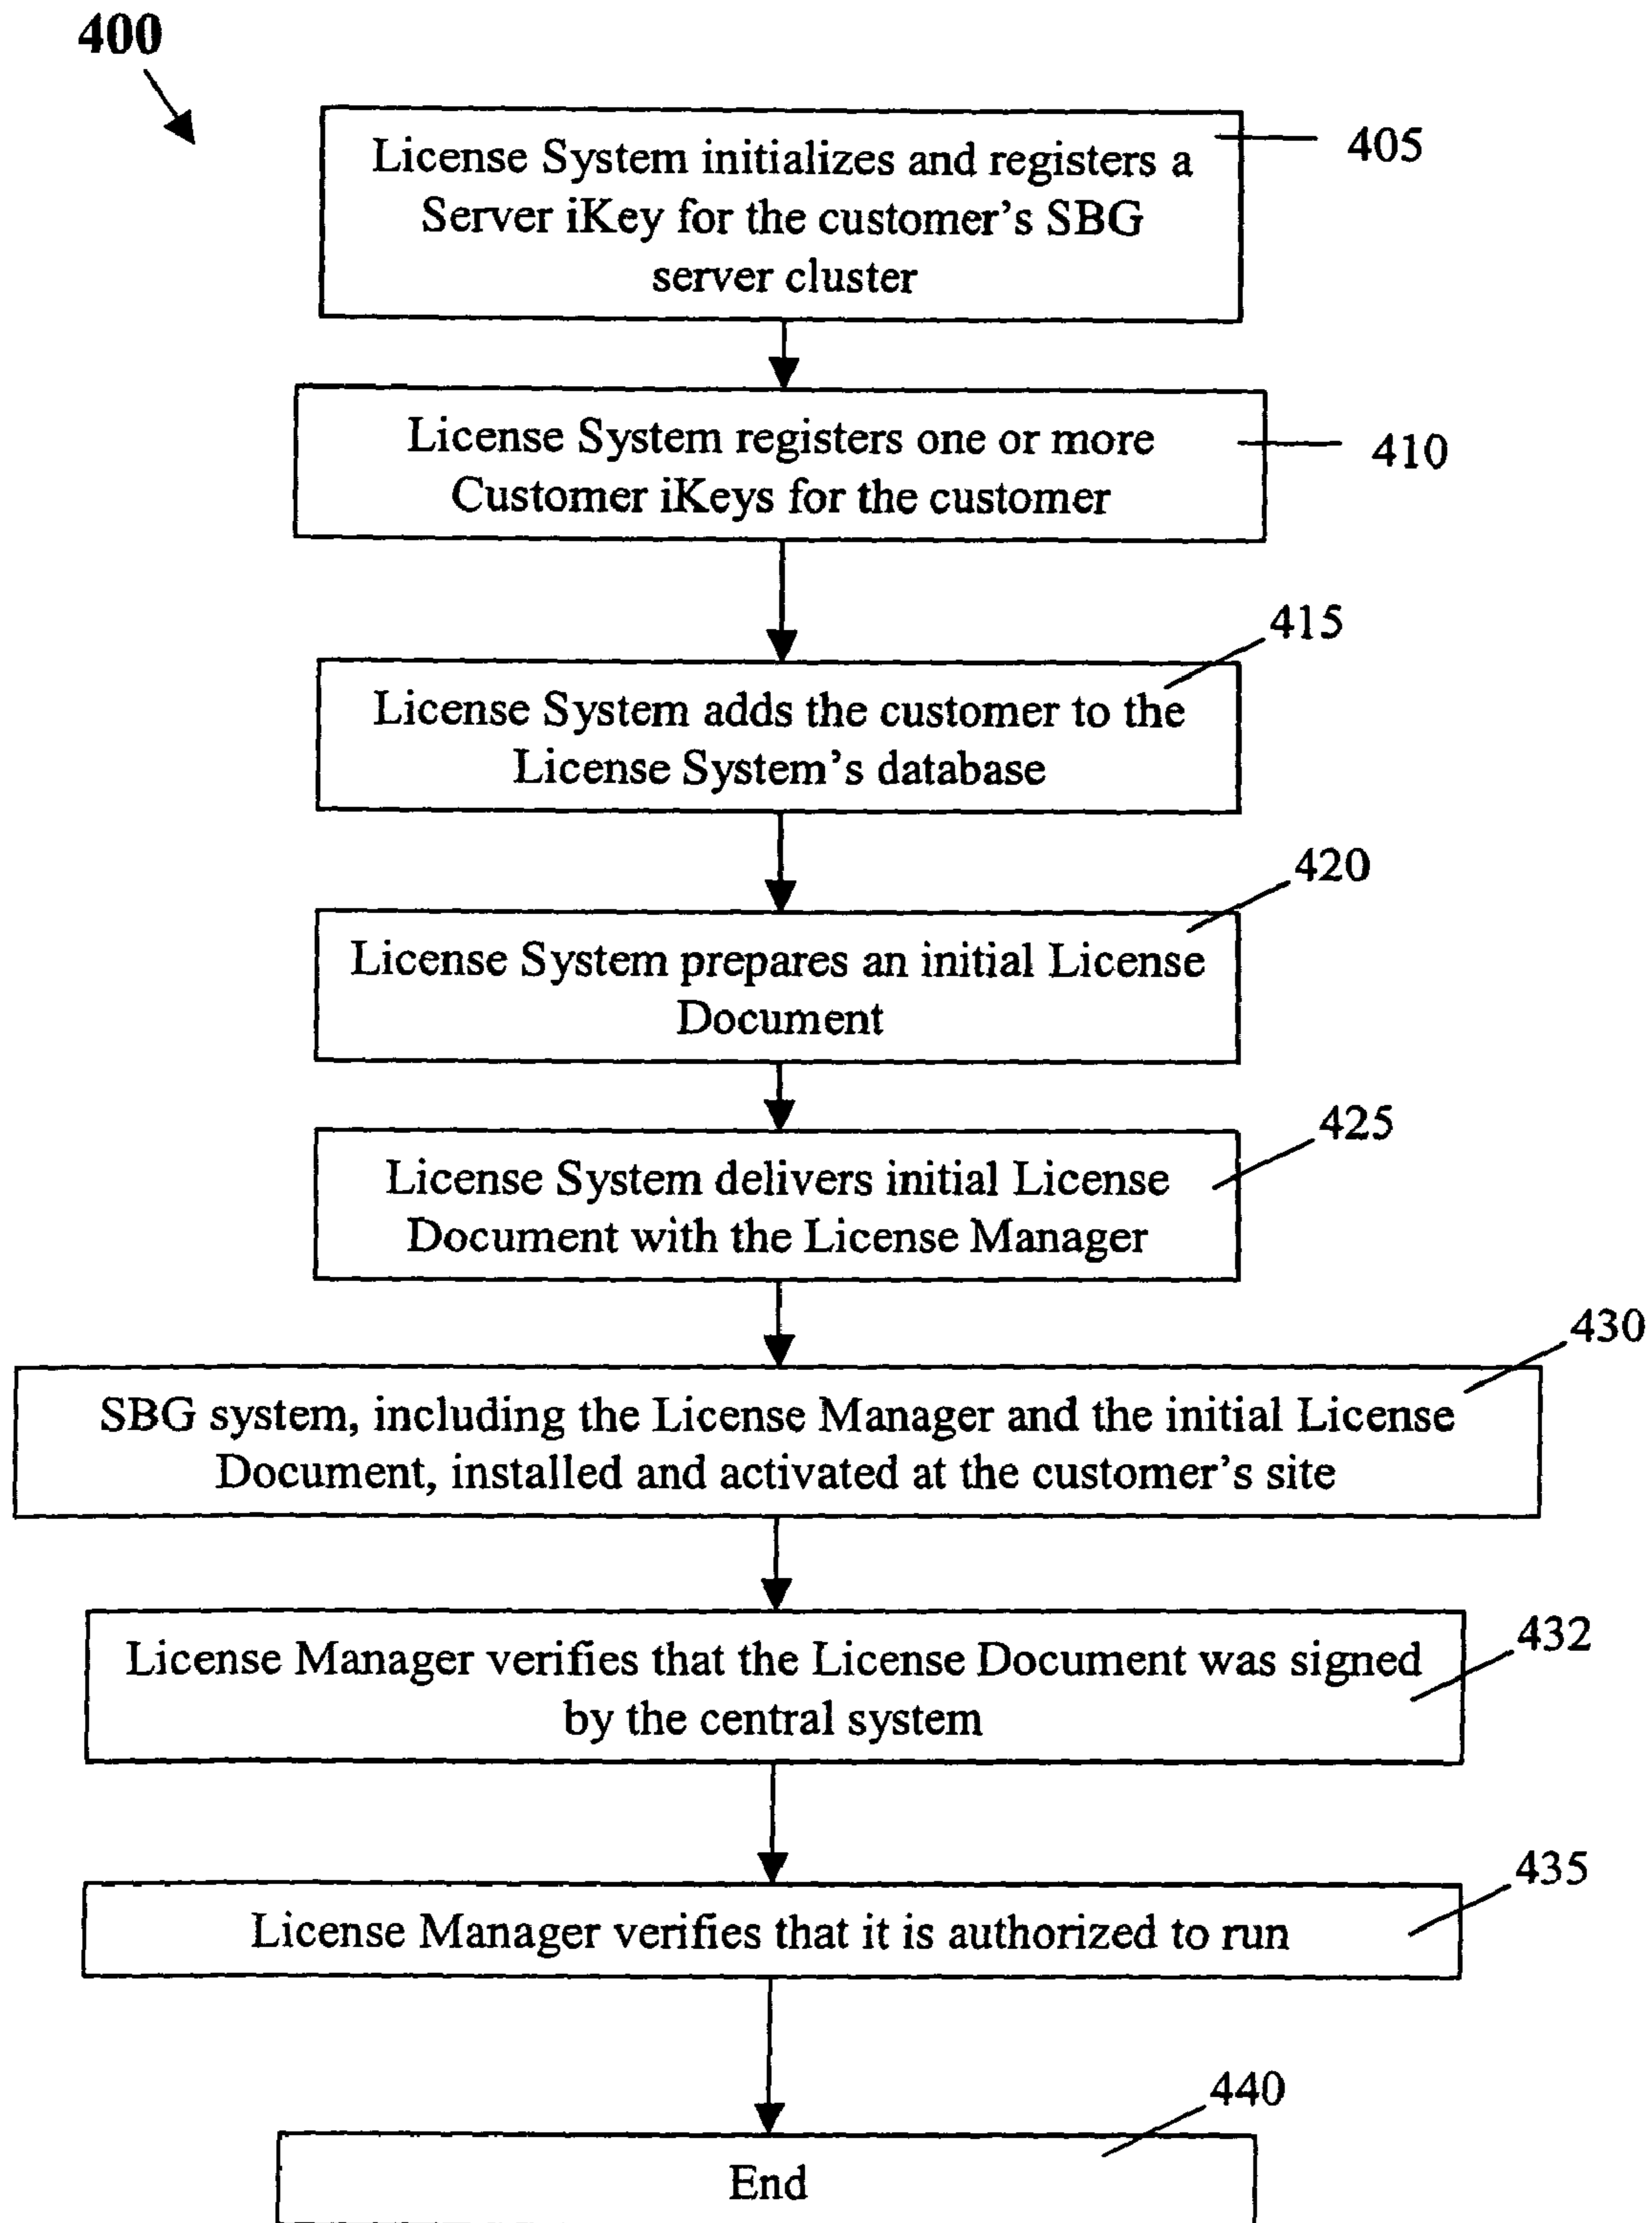 400
License System initializes and registers a
Server iKey for the customer's SBG
server cluster
405
License System registers one or more
Customer iKeys for the customer
410
415
License System adds the customer to the
License System's database
420
License System prepares an initial License
Document
425
License System delivers initial License
Document with the License Manager
430
SBG system, including the License Manager and the initial License
Document, installed and activated at the customer's site
432
License Manager verifies that the License Document was signed
by the central system
435
License Manager verifies that it is authorized to run
440
End